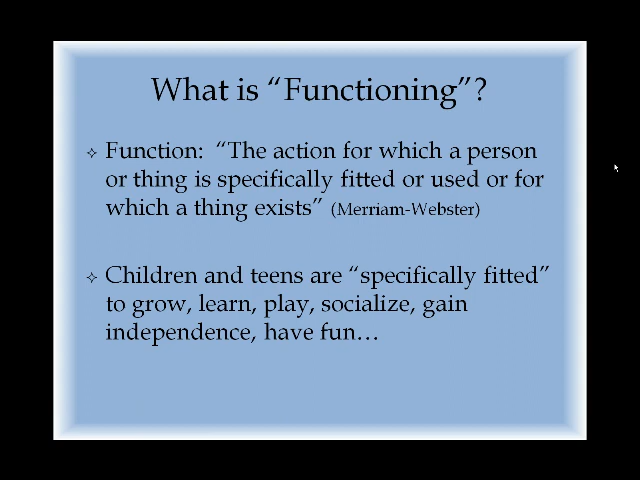 What is “Functioning”?
Function: “The action for which a person
or thing is specifically fitted or used or for
which a thing exists” (Merriam-Webster)
Children and teens are “specifically fitted”
to grow, learn, play, socialize, gain
independence, have fun…